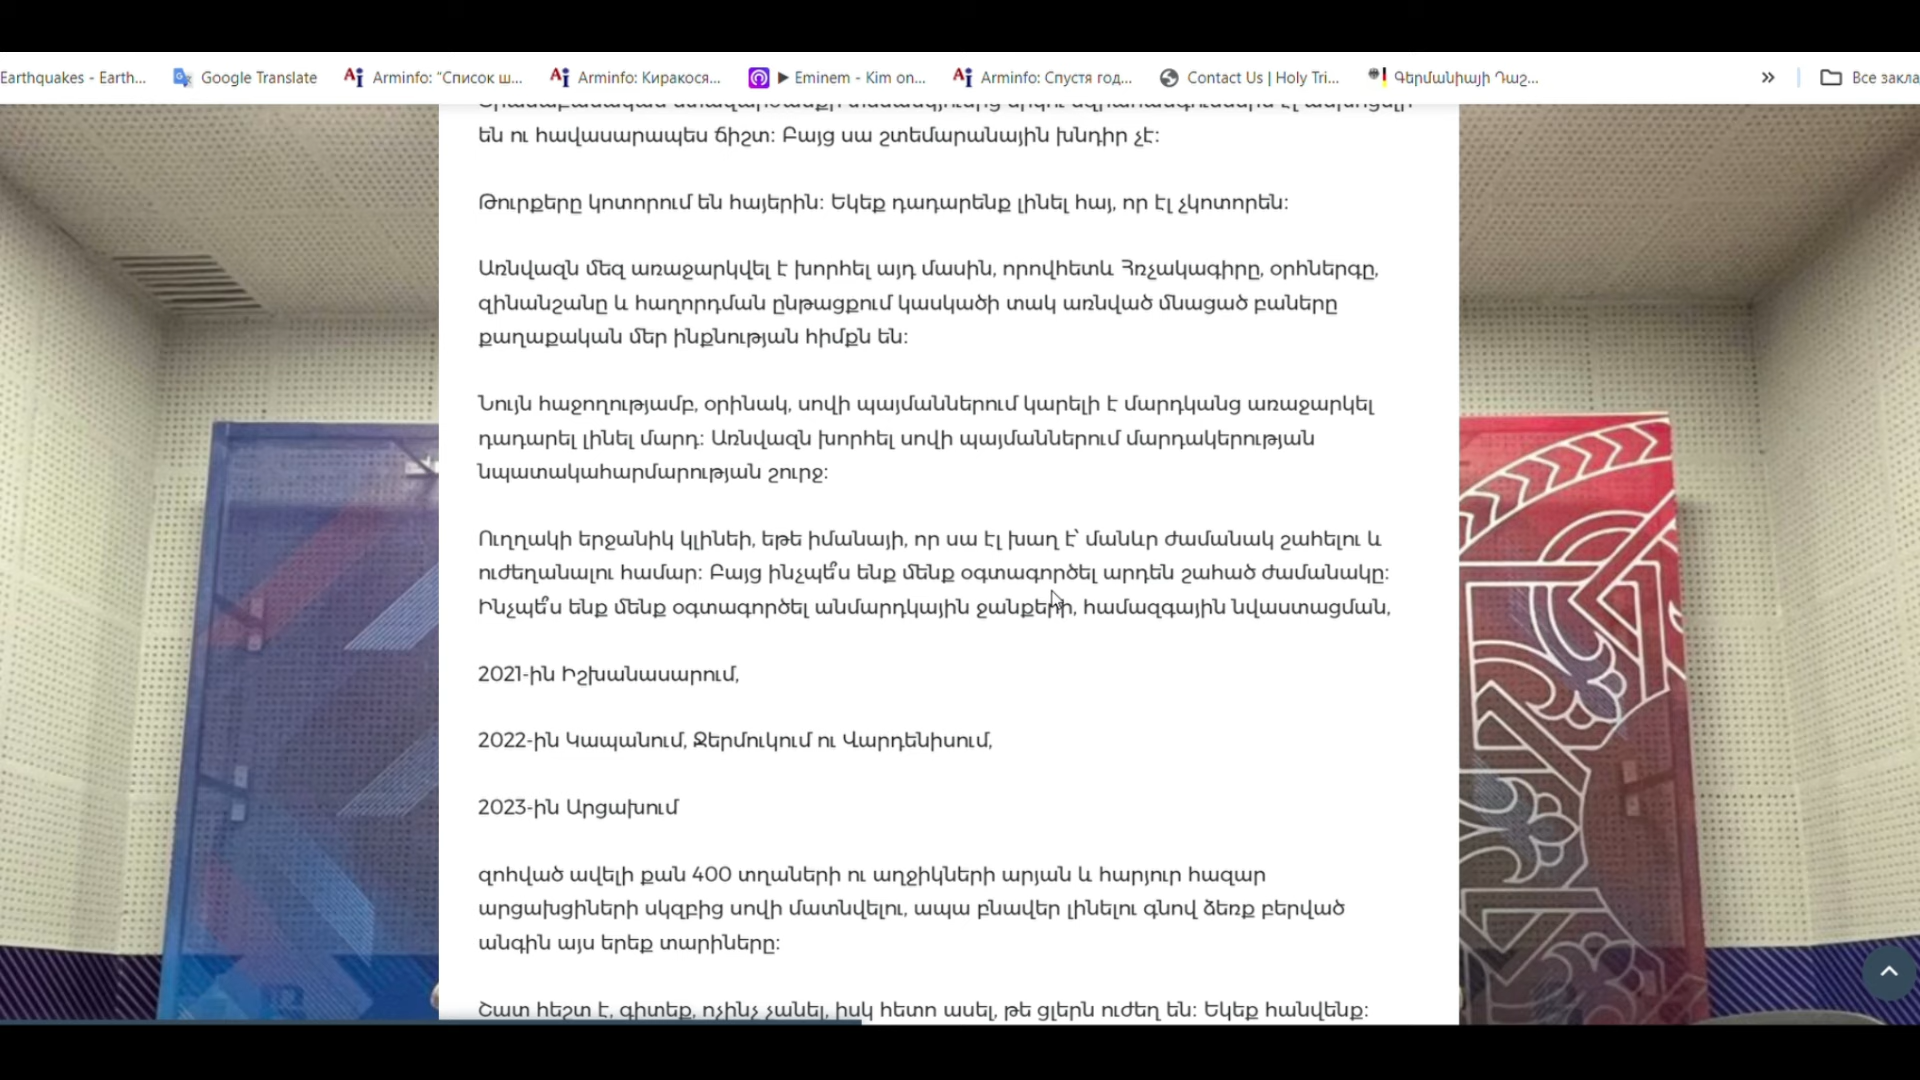 Earthquakes - Earth...
Google Translate
Arminfo: "Список ш...
Arminfo: Киракося...
▶ Eminem - Kim on...
Arminfo: Спустя год...
Contact Us | Holy Tri...
Գերմանիայի Դաշ...
»
Все закла
են ու հավասարապես ճիշտ: Բայց սա շտեմարանային խնդիր չէ:
Թուրքերը կոտորում են հայերին: Եկեք դադարենք լինել հայ, որ էլ չկոտորեն:
Առնվազն մեզ առաջարկվել է խորհել այդ մասին, որովհետև Հռչակագիրը, օրհներգը,
զինանշանը և հաղորդման ընթացքում կասկածի տակ առնված մնացած բաները
քաղաքական մեր ինքնության հիմքն են:
Նույն հաջողությամբ, օրինակ, սովի պայմաններում կարելի է մարդկանց առաջարկել
դադարել լինել մարդ: Առնվազն խորհել սովի պայմաններում մարդակերության
նպատակահարմարության շուրջ:
Ուղղակի երջանիկ կլինեի, եթե իմանայի, որ սա էլ խաղ է՝ մանևր ժամանակ շահելու և
ուժեղանալու համար: Բայց ինչպե՞ս ենք մենք օգտագործել արդեն շահած ժամանակը:
Ինչպե՞ս ենք մենք օգտագործել անմարդկային ջանքերի, համազգային նվաստացման,
2021-ին Իշխանասարում,
2022-ին Կապանում, Ջերմուկում ու Վարդենիսում,
2023-ին Արցախում
զոհված ավելի քան 400 տղաների ու աղջիկների արյան և հարյուր հազար
արցախցիների սկզբից սովի մատնվելու, ապա բնավեր լինելու գնով ձեռք բերված
անգին այս երեք տարիները:
Շատ հեշտ է, գիտեք, ոչինչ չանել, իսկ հետո ասել, թե ցլերն ուժեղ են: Եկեք հանվենք: